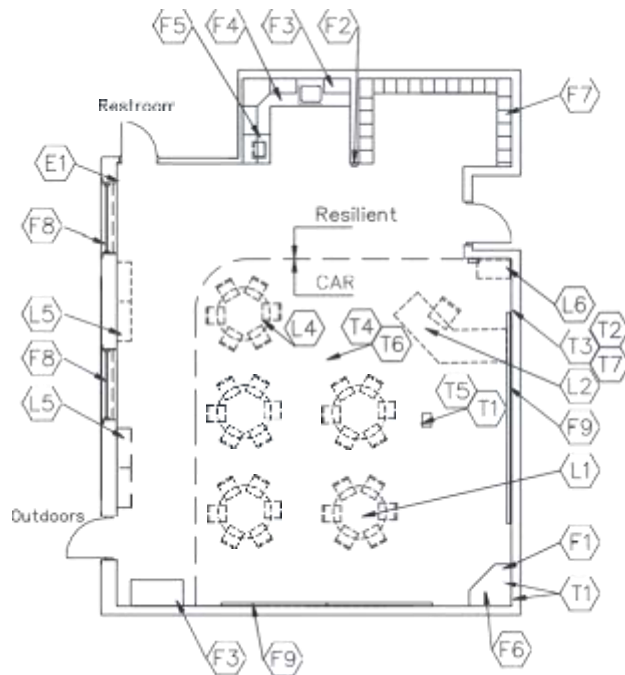 F5 F4 F3 F2
Restroom
F7
E1
F8
Resilient
CAR
L6
L5
L4
T4
T6
T3
T2
T7
F8
L2
L5
T5
T1
F9
L1
Outdoors
F1
T1
F3
F9
F6